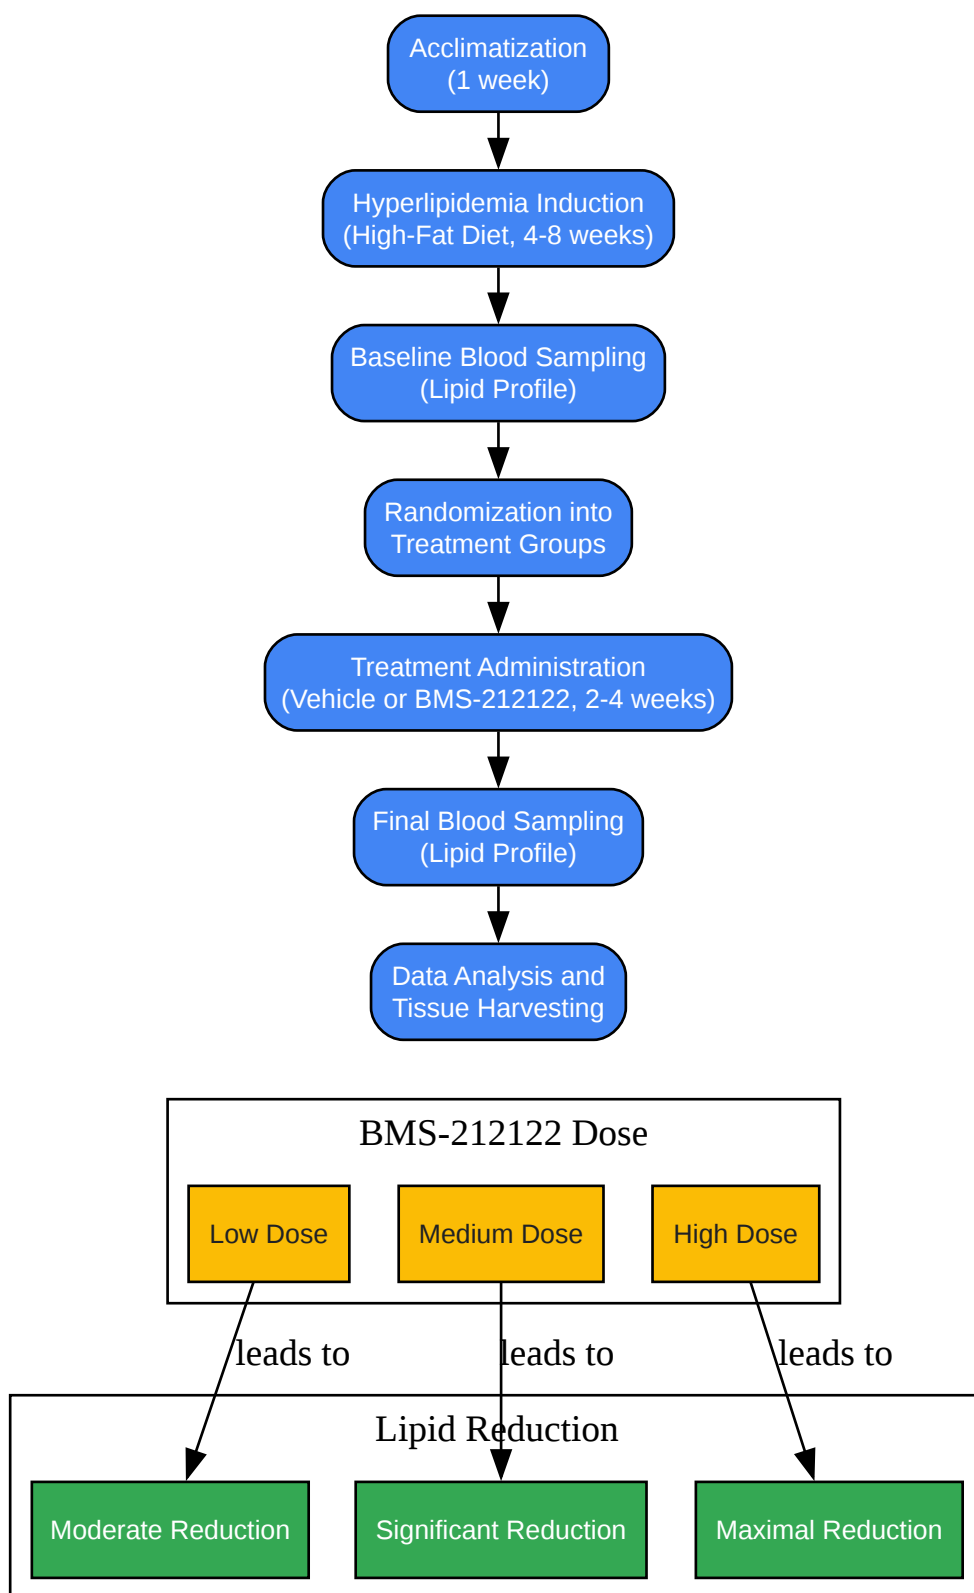 Acclimatization
(1 week)
Hyperlipidemia Induction
(High-Fat Diet, 4-8 weeks)
Baseline Blood Sampling
(Lipid Profile)
Randomization into
Treatment Groups
Treatment Administration
(Vehicle or BMS-212122, 2-4 weeks)
Final Blood Sampling
(Lipid Profile)
Data Analysis and
Tissue Harvesting
BMS-212122 Dose
Low Dose
Medium Dose
High Dose
leads to
leads to
leads to
Lipid Reduction
Moderate Reduction
Significant Reduction
Maximal Reduction